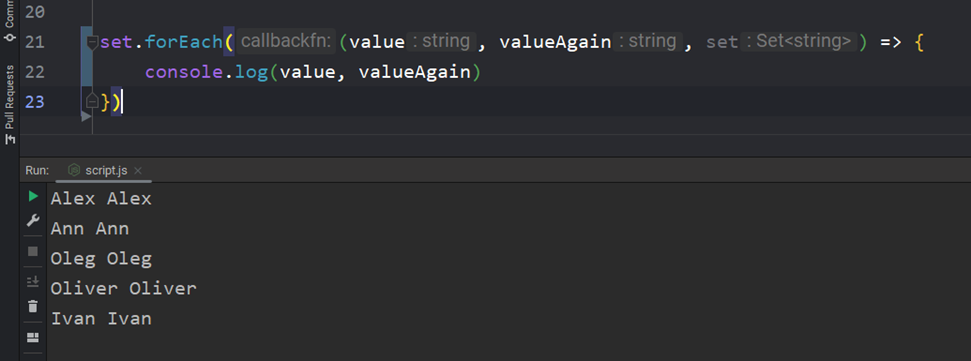 Comm
Pull Requests
20
21 set.forEach( callbackfn: (value : string , valueAgain : string , set : Set<string> ) => {
22 console.log(value, valueAgain)
23 })
Run: script.js ×
Alex Alex
Ann Ann
Oleg Oleg
Oliver Oliver
Ivan Ivan